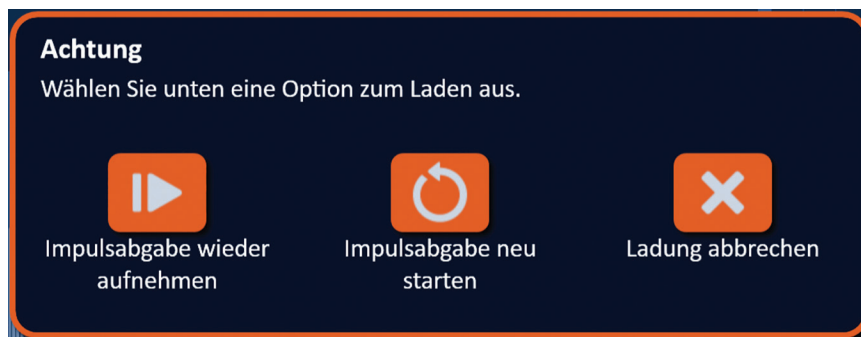 Achtung
Wählen Sie unten eine Option zum Laden aus.
Impulsabgabe wieder
aufnehmen
Impulsabgabe neu
starten
Ladung abbrechen